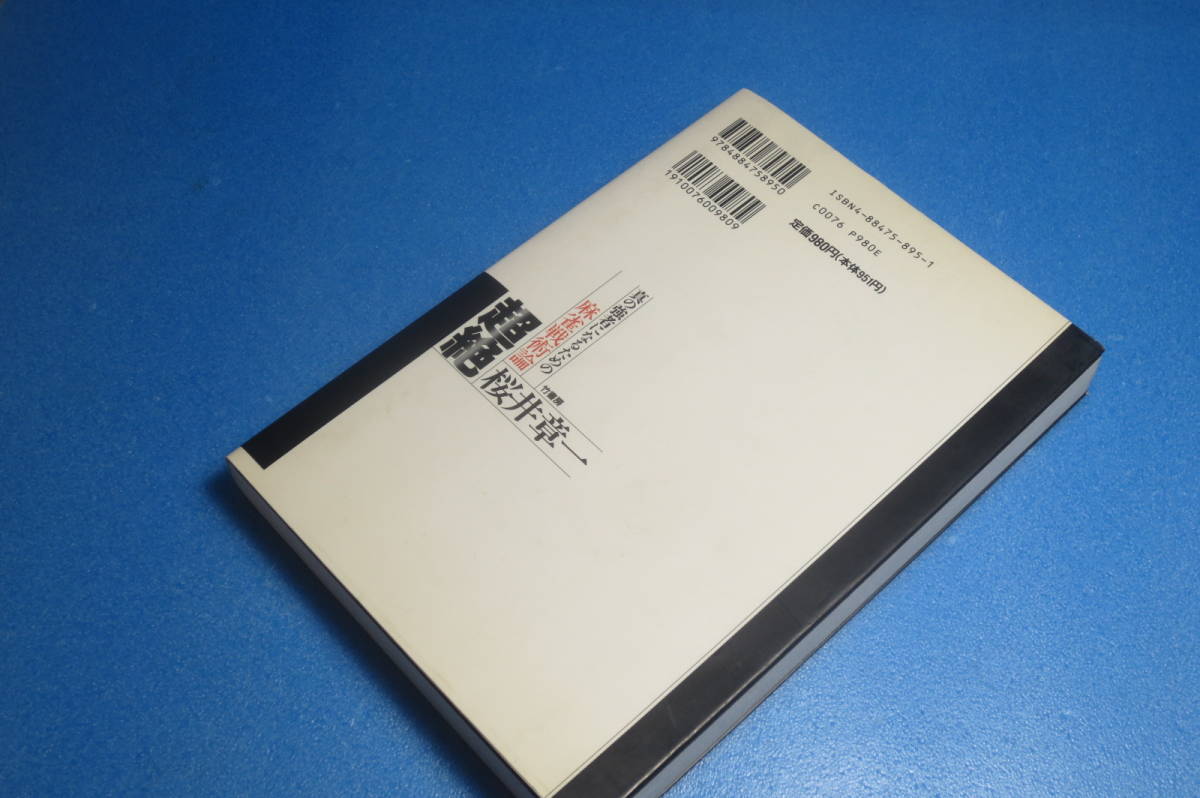 9784884758950
1910076009809
ISBN4-88475-895-1
C0076 P980E
定価980円(本体951円)
真の強者になるための
麻雀戦術論
超絶
竹書房
桜井章一